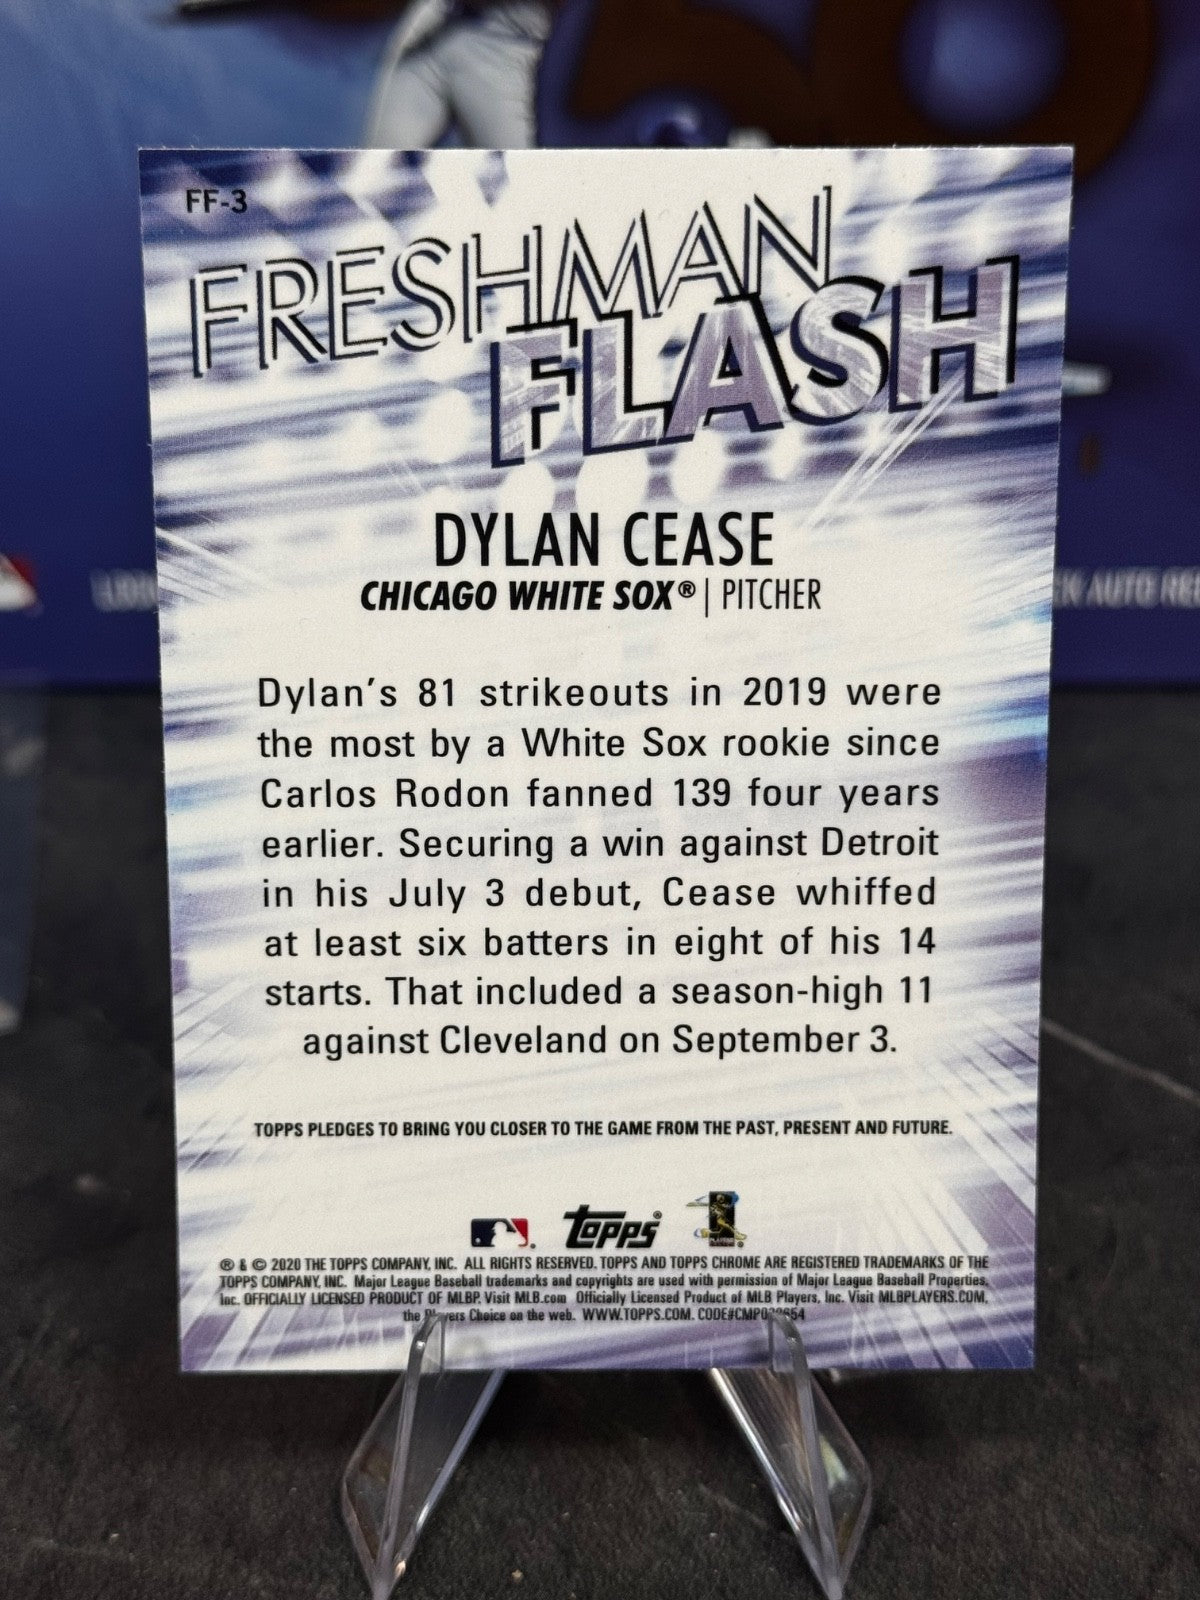 FF-3
FRESHMAN
FLASH
DYLAN CEASE
CHICAGO WHITE SOX® | PITCHER
Dylan's 81 strikeouts in 2019 were
the most by a White Sox rookie since
Carlos Rodon fanned 139 four years
earlier. Securing a win against Detroit
in his July 3 debut, Cease whiffed
at least six batters in eight of his 14
starts. That included a season-high 11
against Cleveland on September 3.
TOPPS PLEDGES TO BRING YOU CLOSER TO THE GAME FROM THE PAST, PRESENT AND FUTURE.
topps®
® & © 2020 THE TOPPS COMPANY, INC. ALL RIGHTS RESERVED. TOPPS AND TOPPS CHROME ARE REGISTERED TRADEMARKS OF THE
TOPPS COMPANY, INC. Major League Baseball trademarks and copyrights are used with permission of Major League Baseball Properties,
Inc. OFFICIALLY LICENSED PRODUCT OF MLBP. Visit MLB.com Officially Licensed Product of MLB Players, Inc. Visit MLBPLAYERS.COM,
the Players Choice on the web. WWW.TOPPS.COM.
AUTO